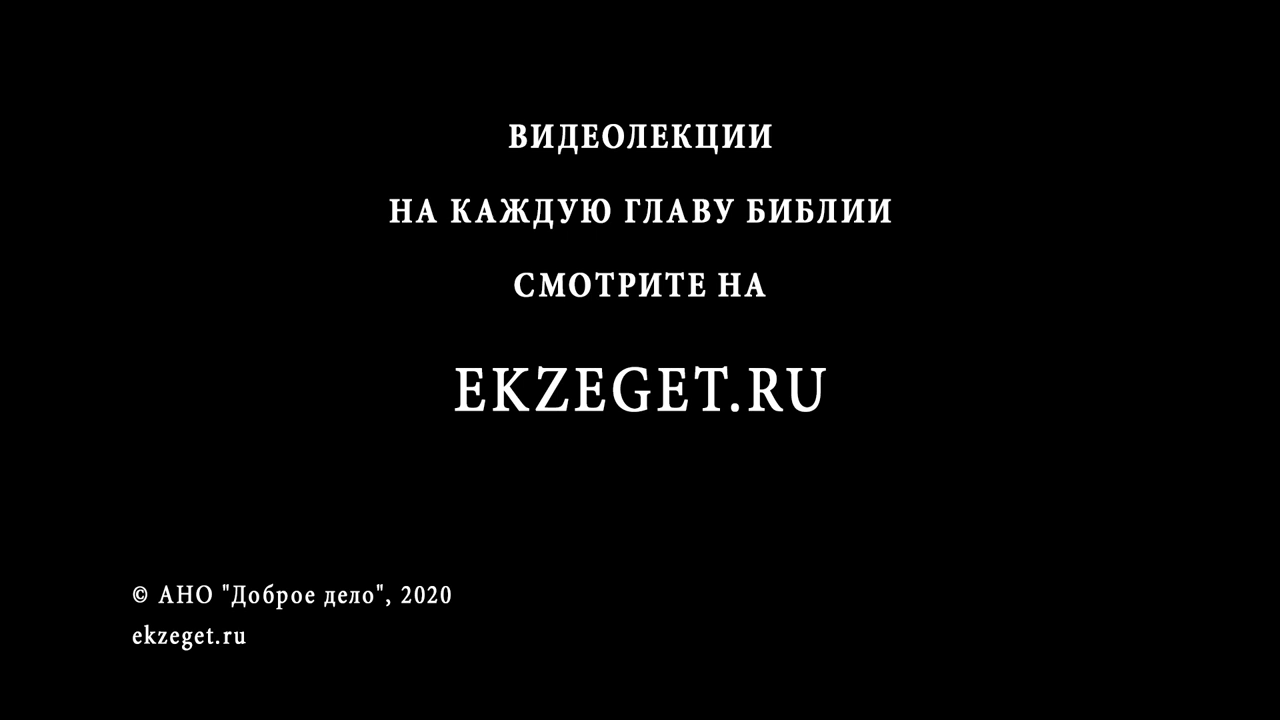 ВИДЕОЛЕКЦИИ
НА КАЖДУЮ ГЛАВУ БИБЛИИ
СМОТРИТЕ НА
EKZEGET.RU
© АНО "Доброе дело", 2020
ekzeget.ru